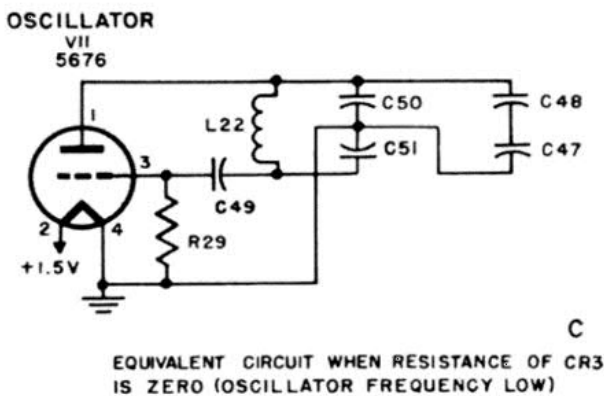 OSCILLATOR
VII
5676
1
C50
C48
L22
3
C51
C47
C49
2
4
R29
+1.5V
C
EQUIVALENT CIRCUIT WHEN RESISTANCE OF CR3
IS ZERO (OSCILLATOR FREQUENCY LOW)